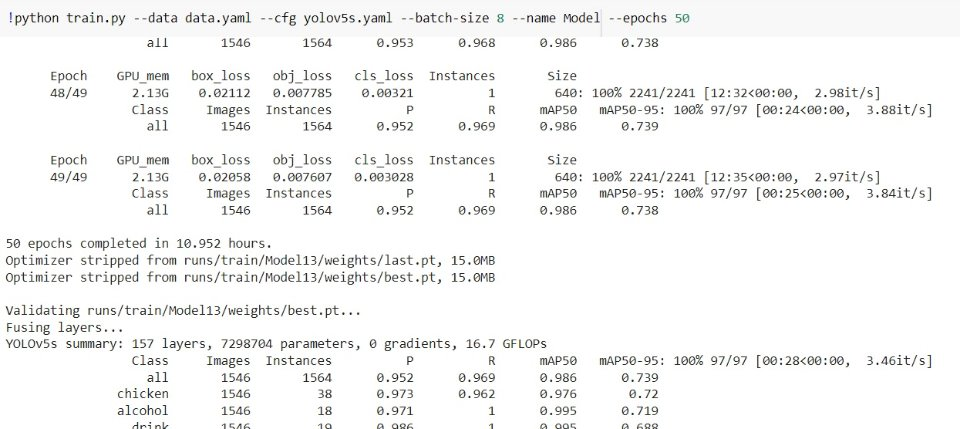 !python train.py --data data.yaml --cfg yolov5s.yaml --batch-size 8 --name Model --epochs 50
all 1546 1564 0.953 0.968 0.986 0.738
Epoch GPU_mem box_loss obj_loss cls_loss Instances Size
48/49 2.13G 0.02112 0.007785 0.00321 1 640: 100% 2241/2241 [12:32<00:00, 2.98it/s]
Class Images Instances P R mAP50 mAP50-95: 100% 97/97 [00:24<00:00, 3.88it/s]
all 1546 1564 0.952 0.969 0.986 0.739
Epoch GPU_mem box_loss obj_loss cls_loss Instances Size
49/49 2.13G 0.02058 0.007607 0.003028 1 640: 100% 2241/2241 [12:35<00:00, 2.97it/s]
Class Images Instances P R mAP50 mAP50-95: 100% 97/97 [00:25<00:00, 3.84it/s]
all 1546 1564 0.952 0.969 0.986 0.738
50 epochs completed in 10.952 hours.
Optimizer stripped from runs/train/Model13/weights/last.pt, 15.0MB
Optimizer stripped from runs/train/Model13/weights/best.pt, 15.0MB
Validating runs/train/Model13/weights/best.pt...
Fusing layers...
YOLOv5s summary: 157 layers, 7298704 parameters, 0 gradients, 16.7 GFLOPs
Class Images Instances P R mAP50 mAP50-95: 100% 97/97 [00:28<00:00, 3.46it/s]
all 1546 1564 0.952 0.969 0.986 0.739
chicken 1546 38 0.973 0.962 0.976 0.72
alcohol 1546 18 0.971 1 0.995 0.719
drink 1546 19 0.986 1 0.995 0.688